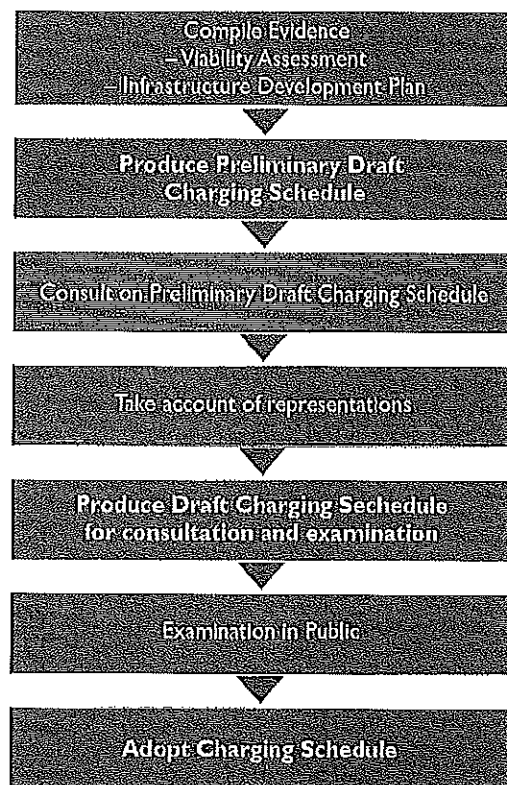 Compile Evidence
– Viability Assessment
– Infrastructure Development Plan
Produce Preliminary Draft
Charging Schedule
Consult on Preliminary Draft Charging Schedule
Take account of representations
Produce Draft Charging Sechedule
for consultation and examination
Examination in Public
Adopt Charging Schedule